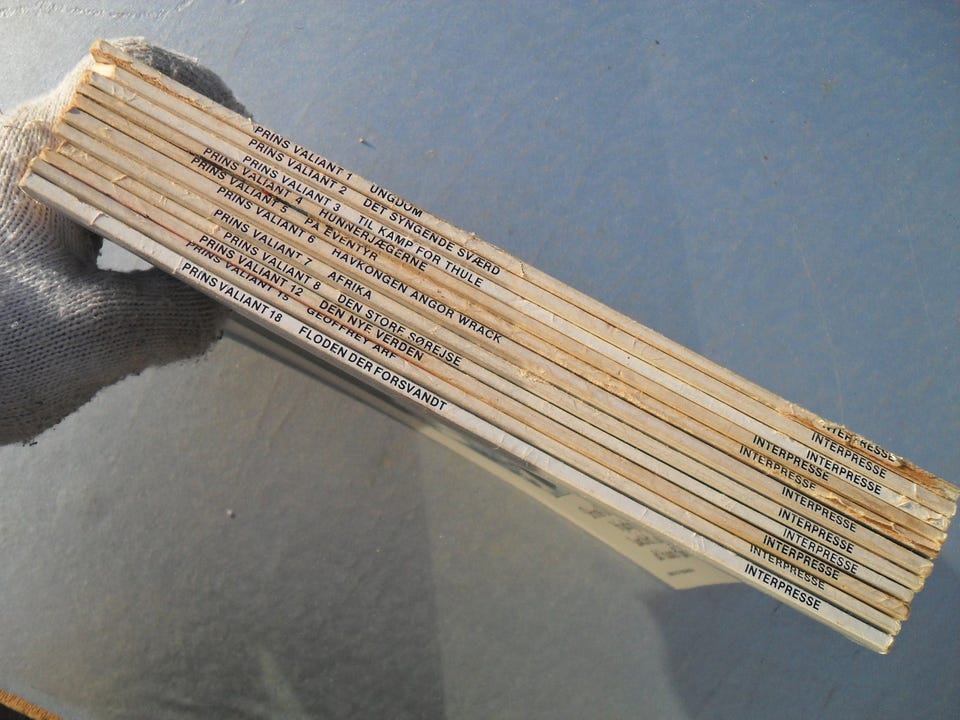 PRINS VALIANT 1 UNGDOM INTERPRESSE
PRINS VALIANT 2 DET SYNGENDE SVÆRD INTERPRESSE
PRINS VALIANT 3 TIL KAMP FOR THULE INTERPRESSE
PRINS VALIANT 4 HUNNERJÆGERNE INTERPRESSE
PRINS VALIANT 5 PÅ EVENTYR INTERPRESSE
PRINS VALIANT 6 HAVKONGEN ANGOR WRACK INTERPRESSE
PRINS VALIANT 7 AFRIKA INTERPRESSE
PRINS VALIANT 8 DEN STORE SØREJSE INTERPRESSE
PRINS VALIANT 12 DEN NYE VERDEN INTERPRESSE
PRINS VALIANT 15 GEOFFREY ARF INTERPRESSE
PRINS VALIANT 18 FLODEN DER FORSVANDT INTERPRESSE